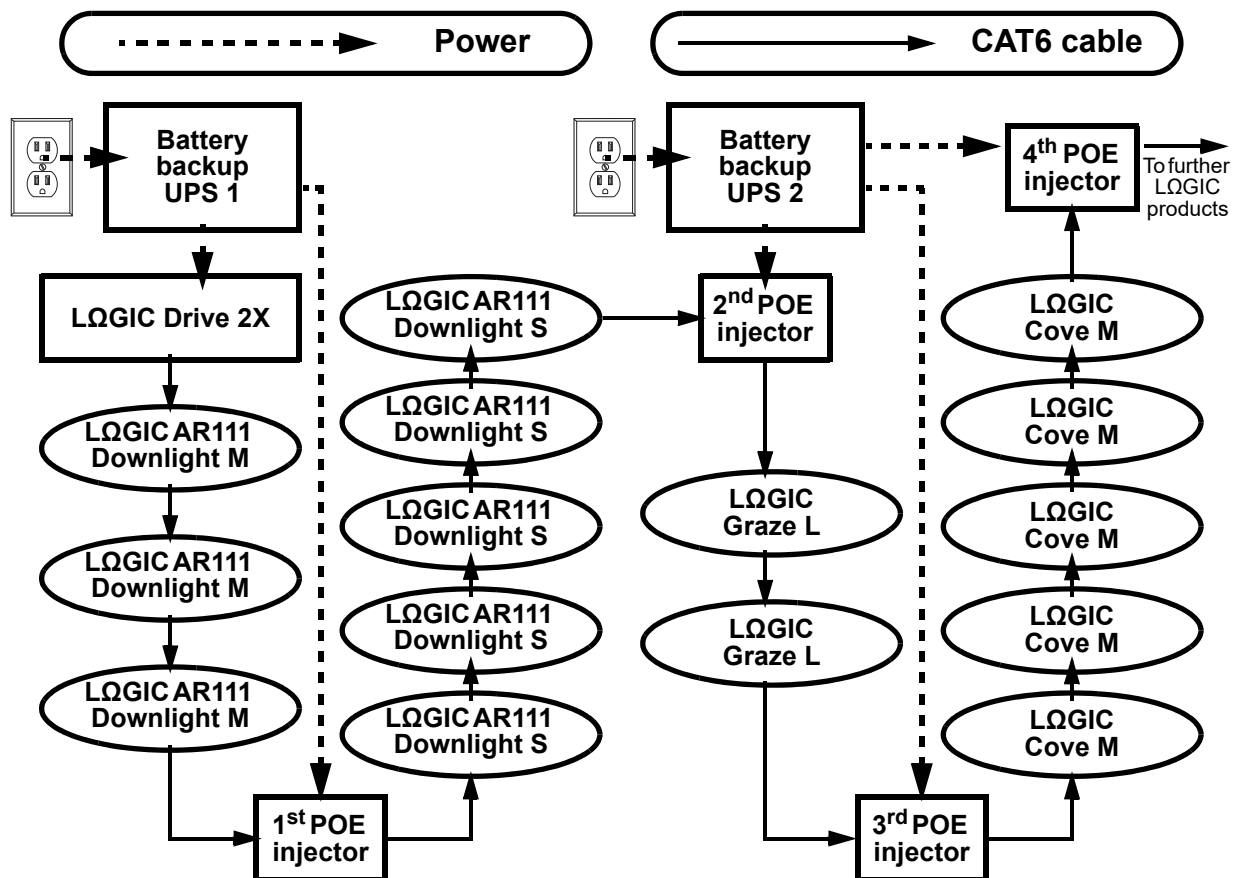 Power
CAT6 cable
Battery
backup
UPS 1
Battery
backup
UPS 2
4th POE
injector
To further
LΩGIC
products
LΩGIC Drive 2X
LΩGIC AR111
Downlight M
LΩGIC AR111
Downlight M
LΩGIC AR111
Downlight M
1st POE
injector
LΩGIC AR111
Downlight S
LΩGIC AR111
Downlight S
LΩGIC AR111
Downlight S
LΩGIC AR111
Downlight S
LΩGIC AR111
Downlight S
2nd POE
injector
LΩGIC
Graze L
LΩGIC
Graze L
3rd POE
injector
LΩGIC
Cove M
LΩGIC
Cove M
LΩGIC
Cove M
LΩGIC
Cove M
LΩGIC
Cove M